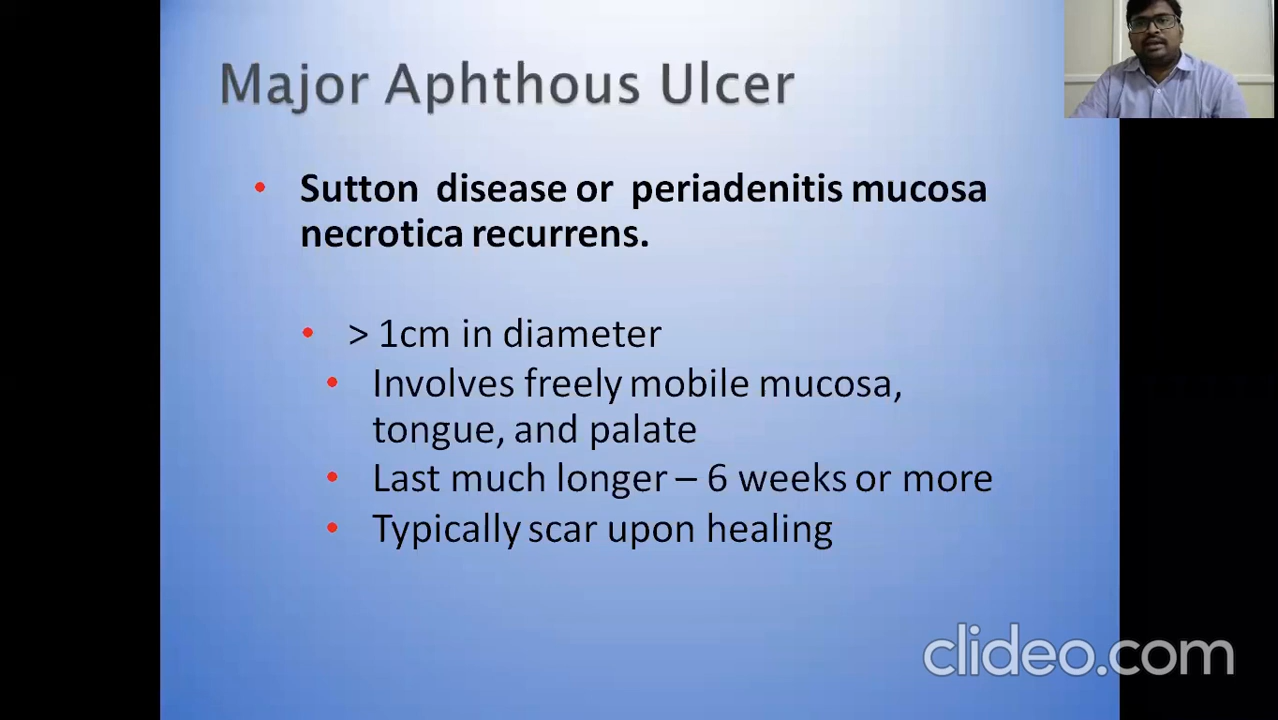 Major Aphthous Ulcer
• Sutton disease or periadenitis mucosa
necrotica recurrens.
• > 1cm in diameter
• Involves freely mobile mucosa,
tongue, and palate
• Last much longer – 6 weeks or more
• Typically scar upon healing
clideo.com